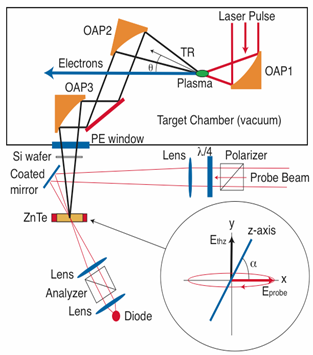 Laser Pulse
OAP2
TR
Electrons
θ
OAP1
Plasma
OAP3
Target Chamber (vacuum)
PE window
Si wafer
Lens
λ/4
Polarizer
Coated
mirror
Probe Beam
ZnTe
y
Ethz
z-axis
α
x
Eprobe
Lens
Analyzer
Lens
Diode